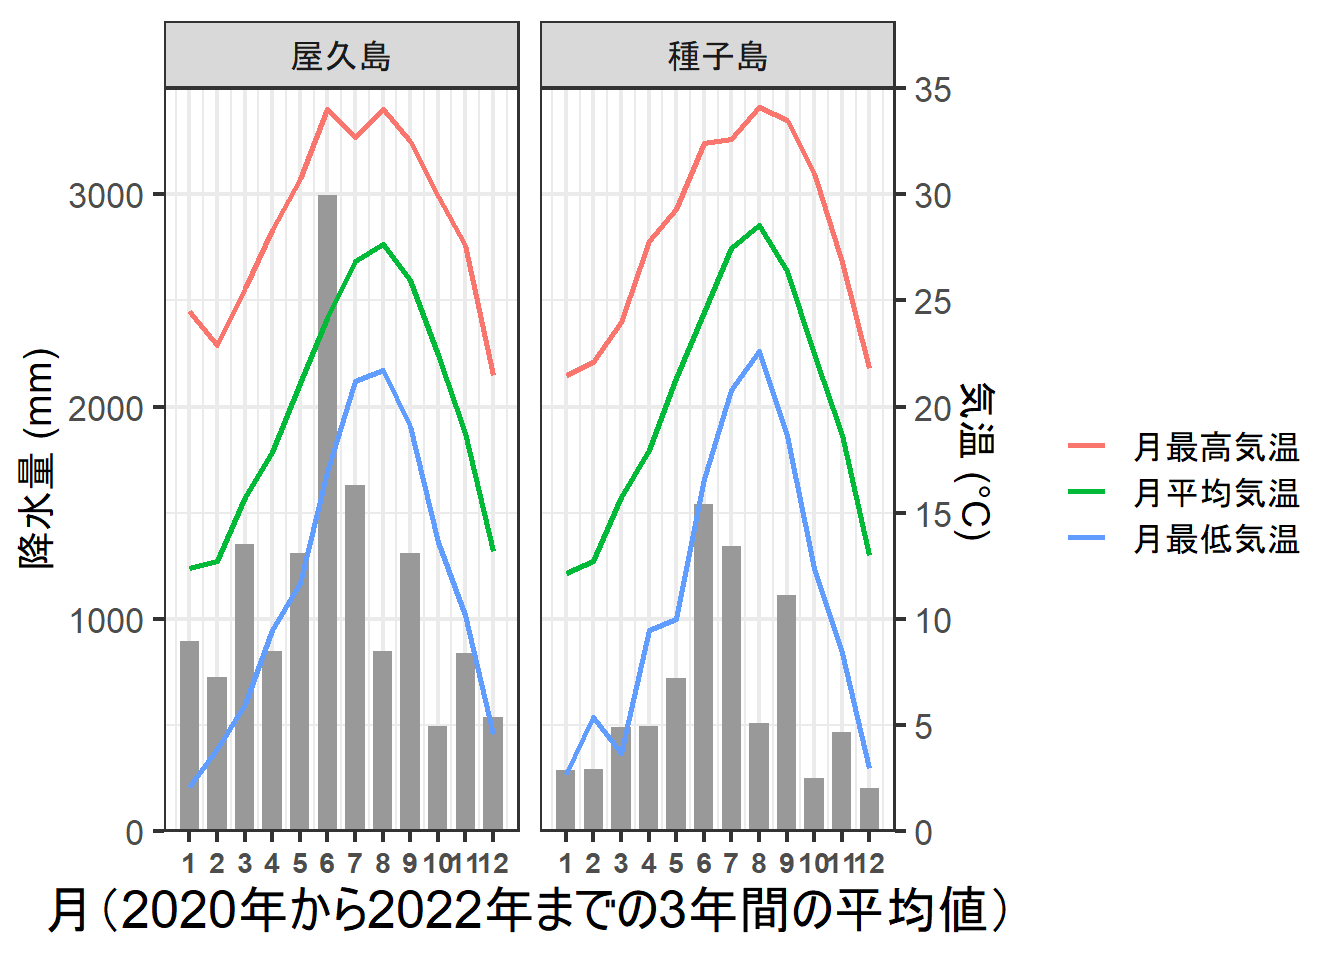 屋久島
種子島
35
30
25
20
15
10
5
0
3000
2000
1000
0
降水量 (mm)
気温 (°C)
月最高気温
月平均気温
月最低気温
1 2 3 4 5 6 7 8 9 10 11 12
1 2 3 4 5 6 7 8 9 10 11 12
月（2020年から2022年までの3年間の平均値）